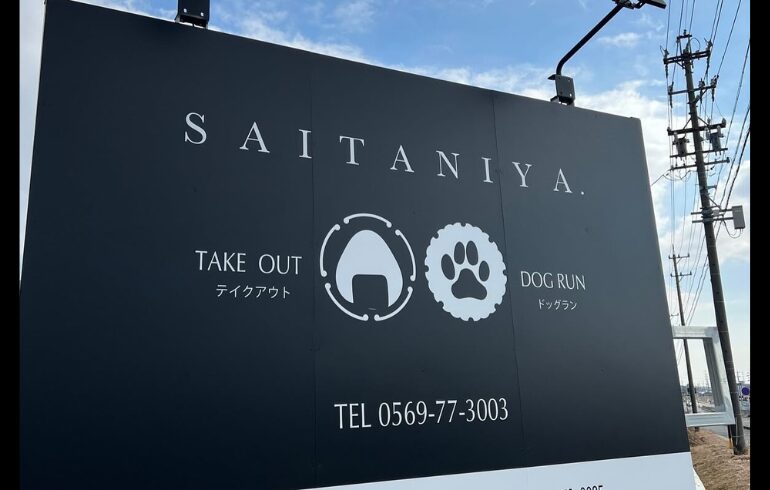 SAITANIYA.
TAKE OUT
テイクアウト
DOG RUN
ドッグラン
TEL 0569-77-3003